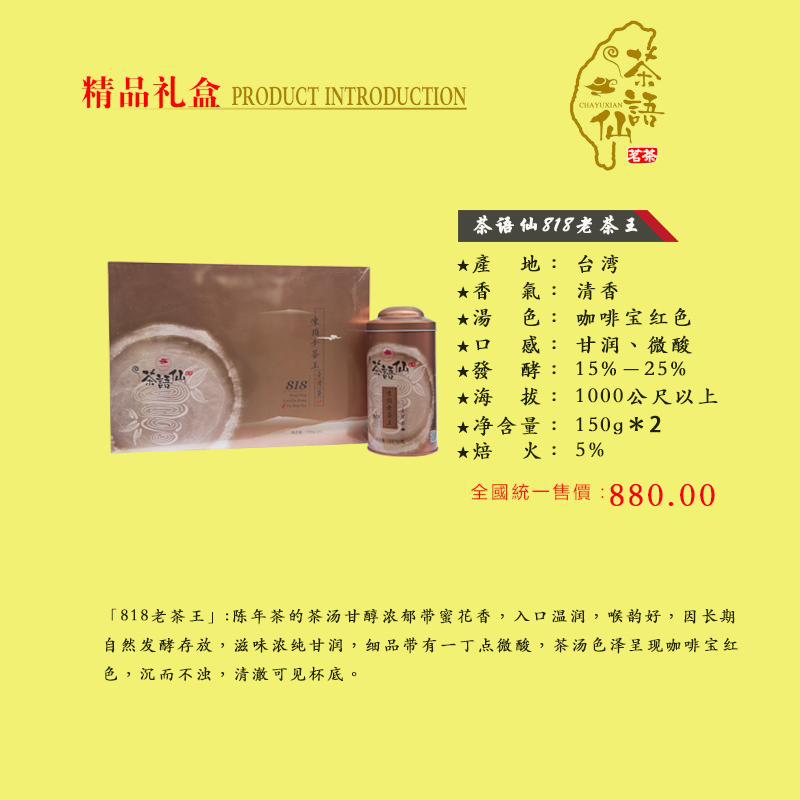 精品礼盒 PRODUCT INTRODUCTION
茶語仙
CHAYUXIAN
茗茶
茶语仙818老茶王
★產 地： 台湾
★香 氣： 清香
★湯 色： 咖啡宝红色
★口 感： 甘润、微酸
★發 酵： 15%－25%
★海 拔： 1000公尺以上
★净含量： 150g＊2
★焙 火： 5%
全國統一售價：880.00
茶語仙
818
茶語仙
「818老茶王」:陈年茶的茶汤甘醇浓郁带蜜花香，入口温润，喉韵好，因长期
自然发酵存放，滋味浓纯甘润，细品带有一丁点微酸，茶汤色泽呈现咖啡宝红
色，沉而不浊，清澈可见杯底。